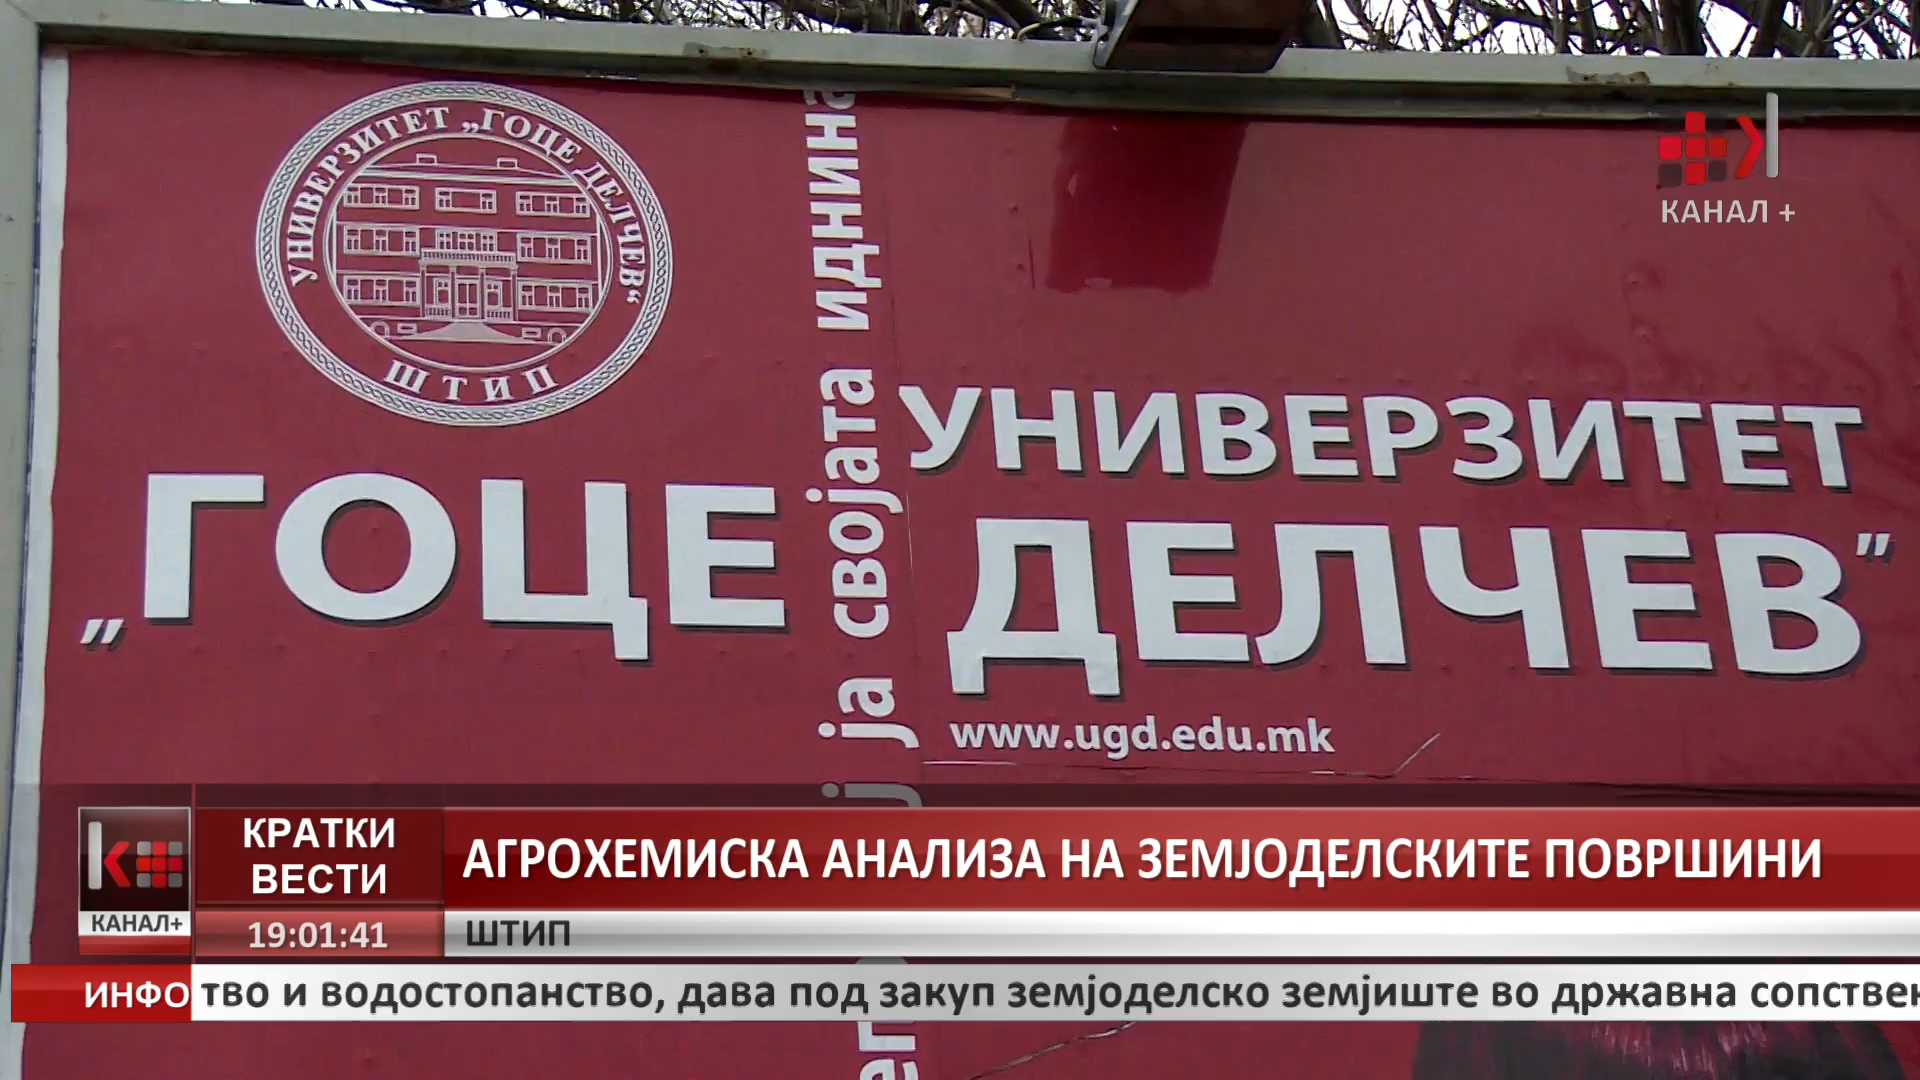 УНИВЕРЗИТЕТ „ГОЦЕ ДЕЛЧЕВ“
ШТИП
КАНАЛ +
ја својата иднина
УНИВЕРЗИТЕТ
„ГОЦЕ ДЕЛЧЕВ”
www.ugd.edu.mk
КРАТКИ
ВЕСТИ
АГРОХЕМИСКА АНАЛИЗА НА ЗЕМЈОДЕЛСКИТЕ ПОВРШИНИ
КАНАЛ+
19:01:41
ШТИП
ИНФО
тво и водостопанство, дава под закуп земјоделско земјиште во државна сопствен